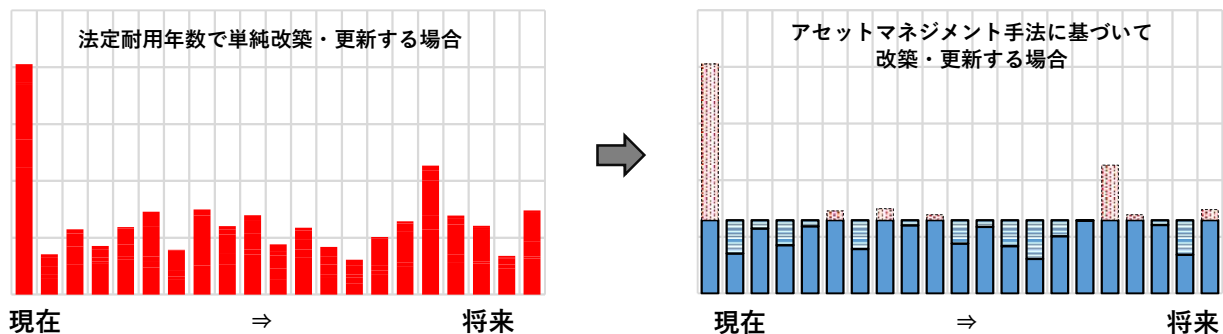 法定耐用年数で単純改築・更新する場合
現在 ⇒ 将来
アセットマネジメント手法に基づいて
改築・更新する場合
現在 ⇒ 将来